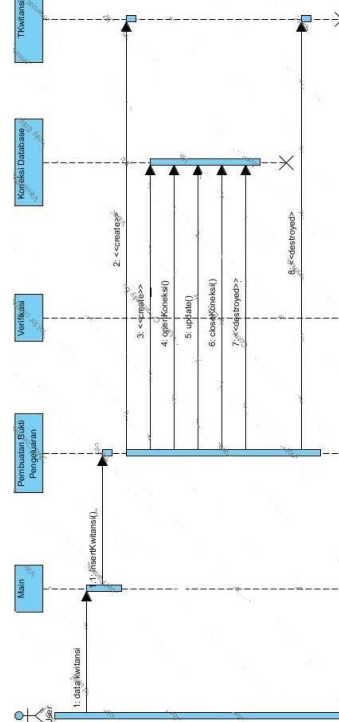 User
Main
Pembuatan Bukti
Pengeluaran
Verifikasi
Koneksi Database
TKwitansi
1: data kwitansi
1.1: insertKwitansi()
2: <<create>>
3: <<create>>
4: openKoneksi()
5: update()
6: closeKoneksi()
7: <<destroyed>>
8: <<destroyed>